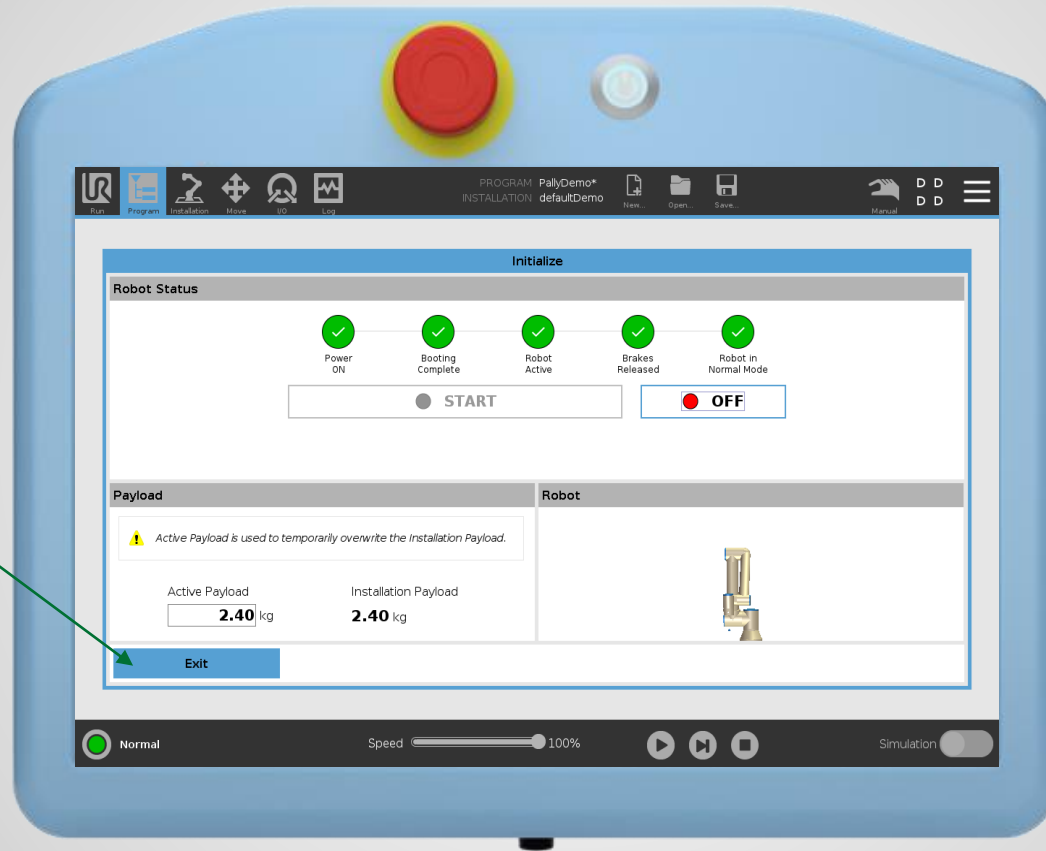 PROGRAM PallyDemo*
INSTALLATION defaultDemo
UR
Run Program Installation Move I/O Log New... Open... Save... Manual
D D
D D
Initialize
Robot Status
Power ON
Booting Complete
Robot Active
Brakes Released
Robot in Normal Mode
START OFF
Payload Robot
Active Payload is used to temporarily overwrite the Installation Payload.
Active Payload Installation Payload
2.40 kg 2.40 kg
Exit
Normal Speed 100% Simulation